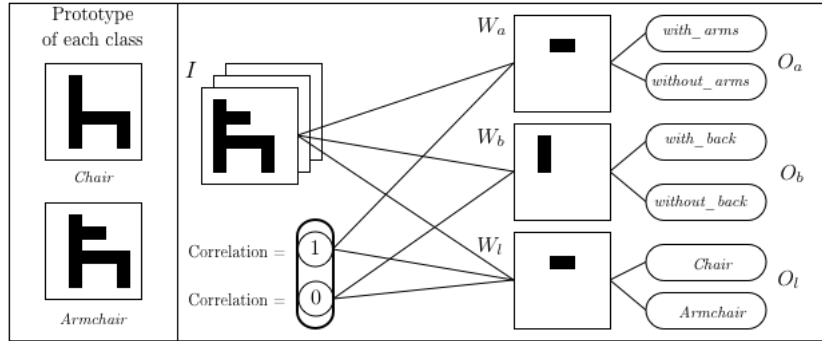 Prototype
of each class
Chair
Armchair
I
Correlation = 1
Correlation = 0
W_a
with_arms
without_arms
O_a
W_b
with_back
without_back
O_b
W_l
Chair
Armchair
O_l